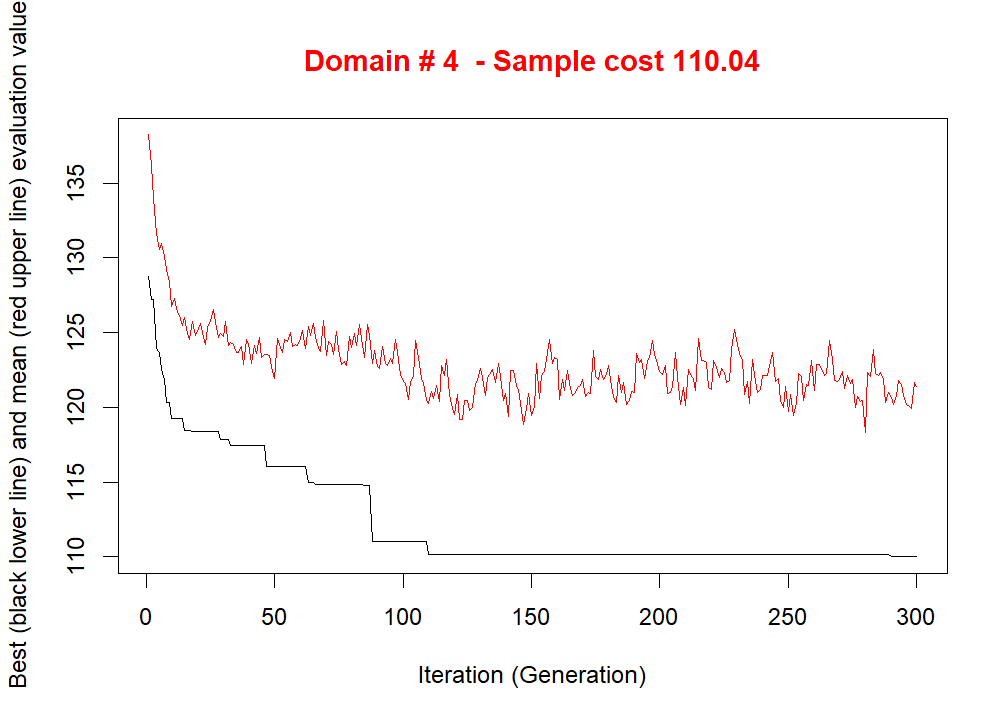 Domain # 4  - Sample cost 110.04
Best (black lower line) and mean (red upper line) evaluation value
135
130
125
120
115
110
0 50 100 150 200 250 300
Iteration (Generation)